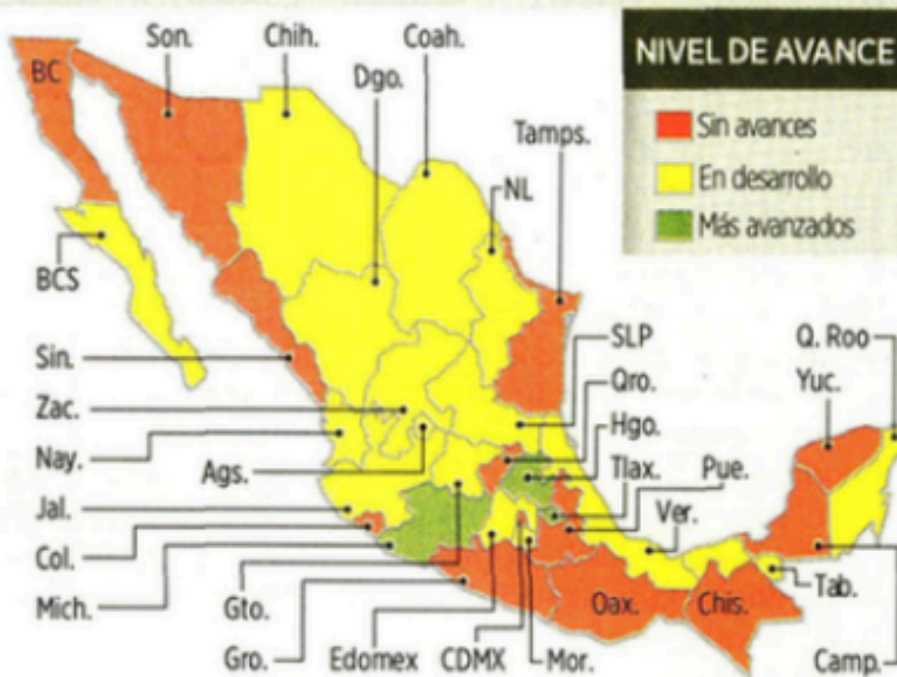 NIVEL DE AVANCE
Sin avances
En desarrollo
Más avanzados
BC
Son.
Chih.
Dgo.
Coah.
NL
Tamps.
BCS
Sin.
Zac.
Nay.
Ags.
Jal.
Col.
Mich.
Gto.
Gro.
Edomex
CDMX
Mor.
SLP
Qro.
Hgo.
Tlax.
Pue.
Ver.
Oax.
Chis.
Tab.
Camp.
Yuc.
Q. Roo